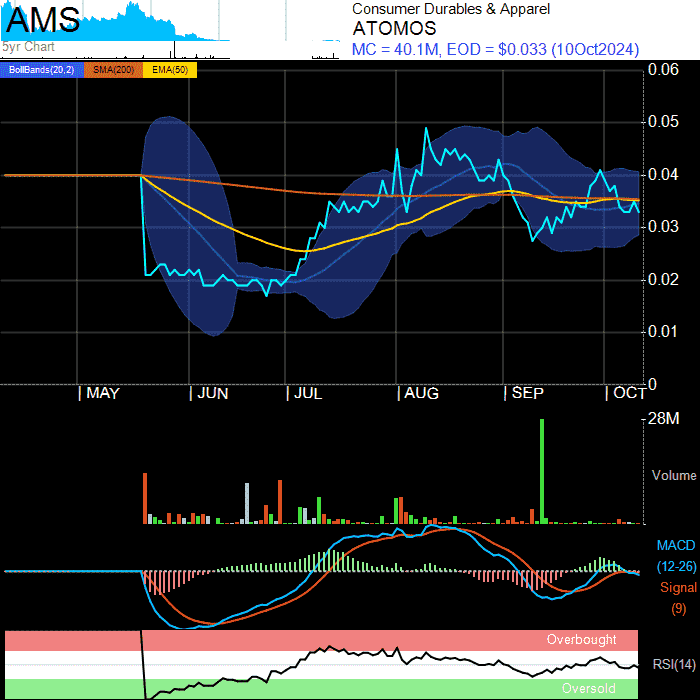 AMS
5yr Chart
Consumer Durables & Apparel
ATOMOS
MC = 40.1M, EOD = $0.033 (10Oct2024)
BollBands(20,2) SMA(200) EMA(50)
0.06
0.05
0.04
0.03
0.02
0.01
0
MAY JUN JUL AUG SEP OCT
28M
Volume
MACD
(12-26)
Signal
(9)
Overbought
RSI(14)
Oversold